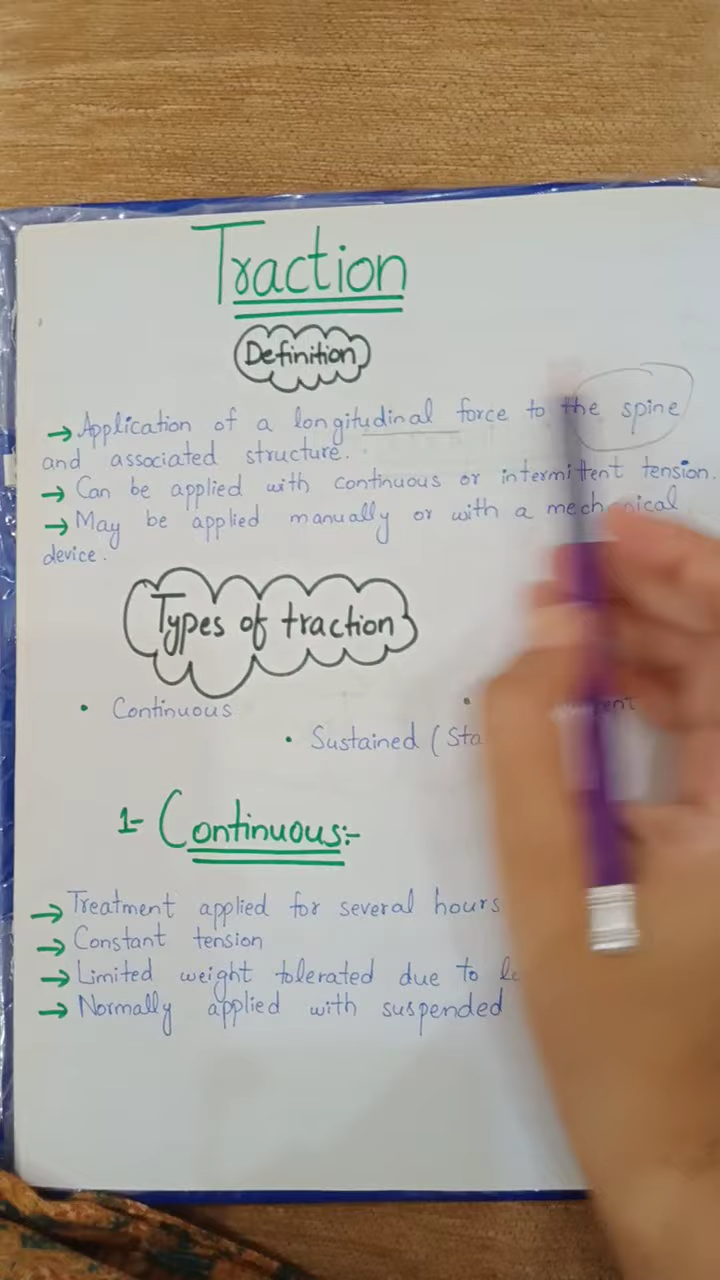 Traction
Definition
→ Application of a longitudinal force to the spine
and associated structure.
→ Can be applied with continuous or intermittent tension.
→ May be applied manually or with a mechanical
device.
Types of traction
• Continuous •
• Sustained (Sta
1- Continuous:-
→ Treatment applied for several hours
→ Constant tension
→ Limited weight tolerated due to
→ Normally applied with suspended